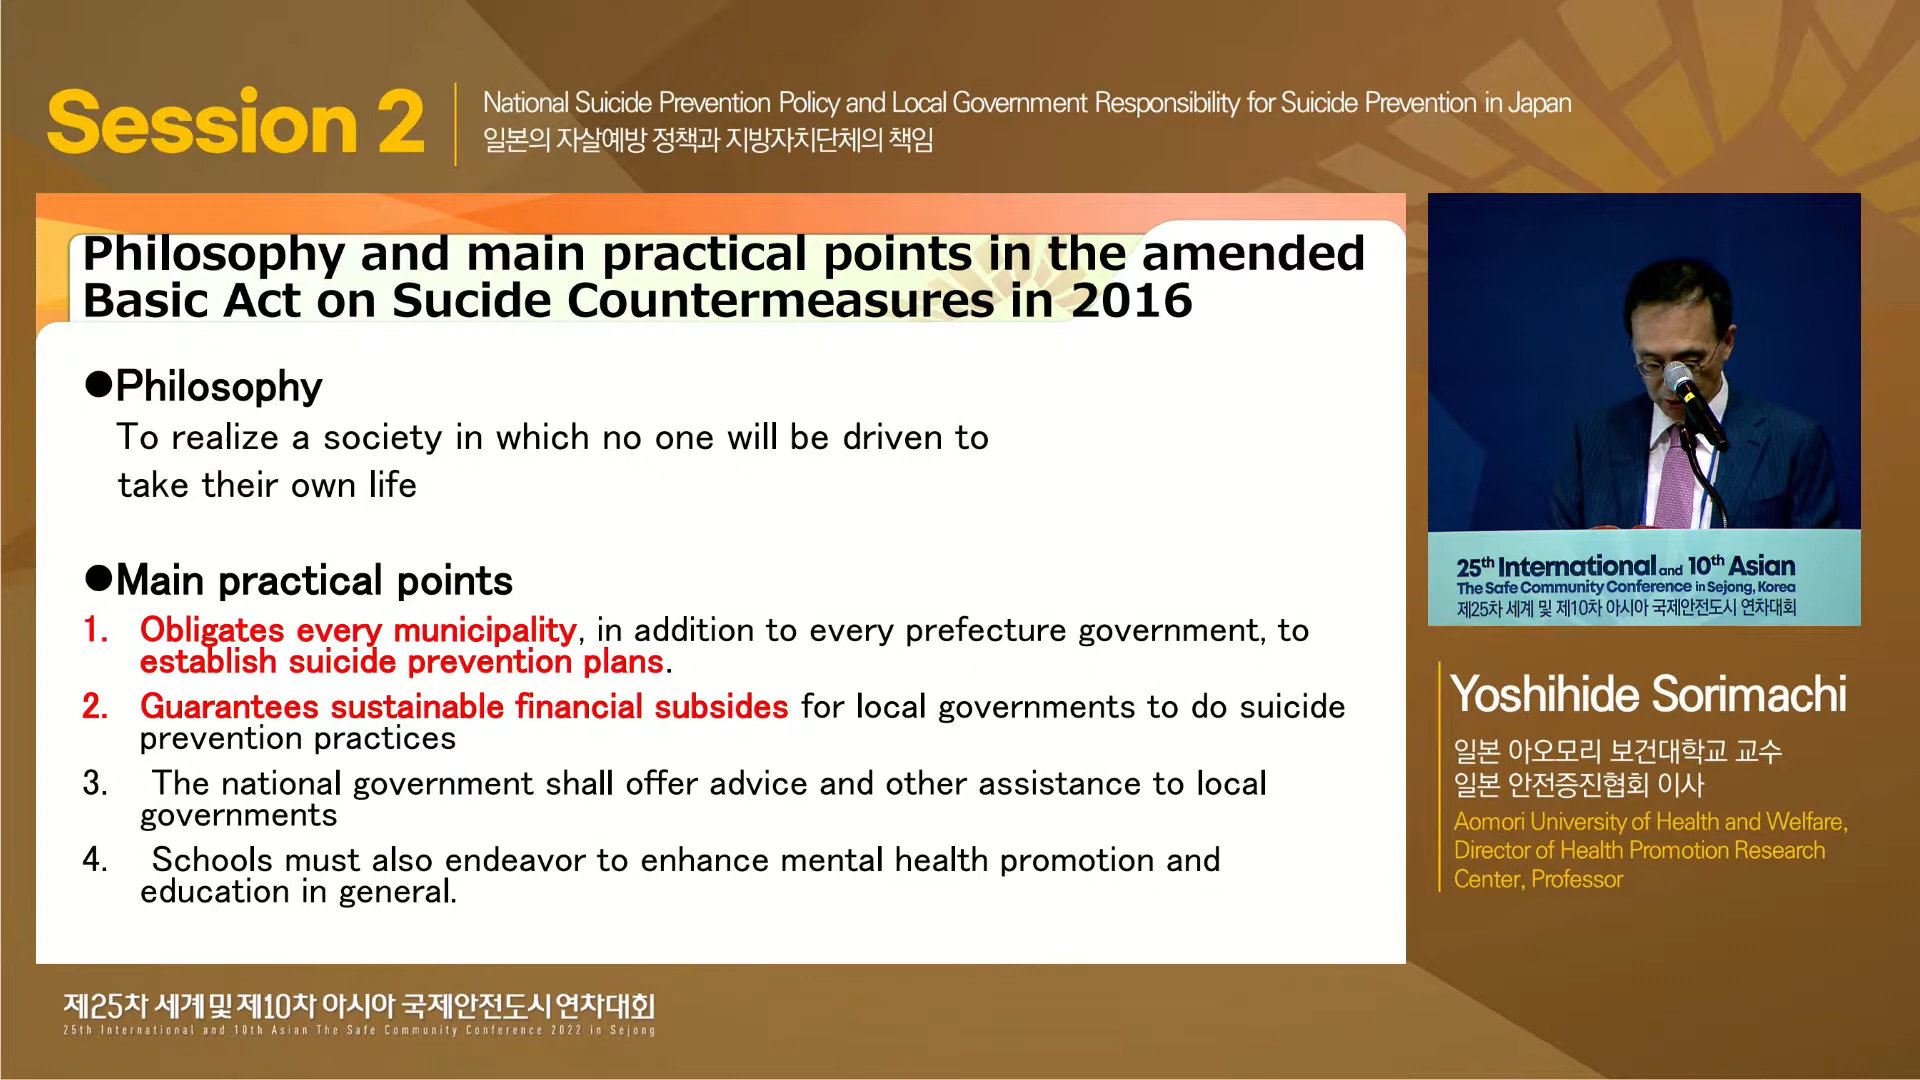 Session 2
National Suicide Prevention Policy and Local Government Responsibility for Suicide Prevention in Japan
일본의 자살예방 정책과 지방자치단체의 책임
Philosophy and main practical points in the amended
Basic Act on Sucide Countermeasures in 2016
●Philosophy
To realize a society in which no one will be driven to
take their own life
●Main practical points
1. Obligates every municipality, in addition to every prefecture government, to
establish suicide prevention plans.
2. Guarantees sustainable financial subsides for local governments to do suicide
prevention practices
3. The national government shall offer advice and other assistance to local
governments
4. Schools must also endeavor to enhance mental health promotion and
education in general.
25th International and 10th Asian
The Safe Community Conference in Sejong, Korea
제25차 세계 및 제10차 아시아 국제안전도시 연차대회
Yoshihide Sorimachi
일본 아오모리 보건대학교 교수
일본 안전증진협회 이사
Aomori University of Health and Welfare,
Director of Health Promotion Research
Center, Professor
제25차 세계 및 제10차 아시아 국제안전도시 연차대회
25th International and 10th Asian The Safe Community Conference 2022 in Sejong